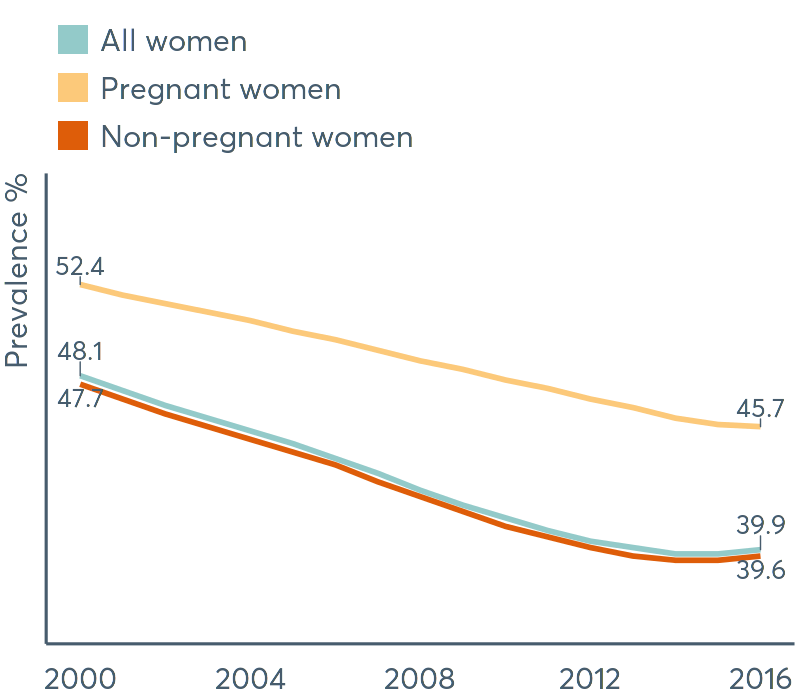 All women
Pregnant women
Non-pregnant women
Prevalence %
52.4
48.1
47.7
45.7
39.9
39.6
2000 2004 2008 2012 2016